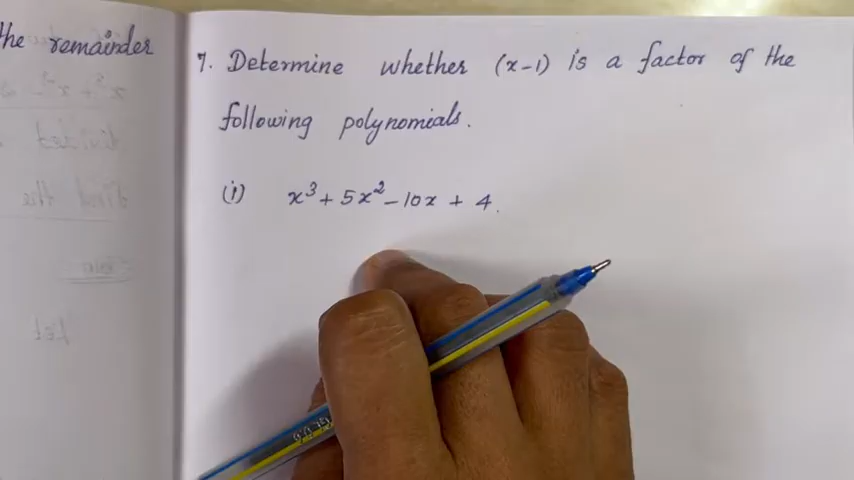 the remainder
7. Determine whether (x-1) is a factor of the
following polynomials.
(i) x³ + 5x² - 10x + 4.